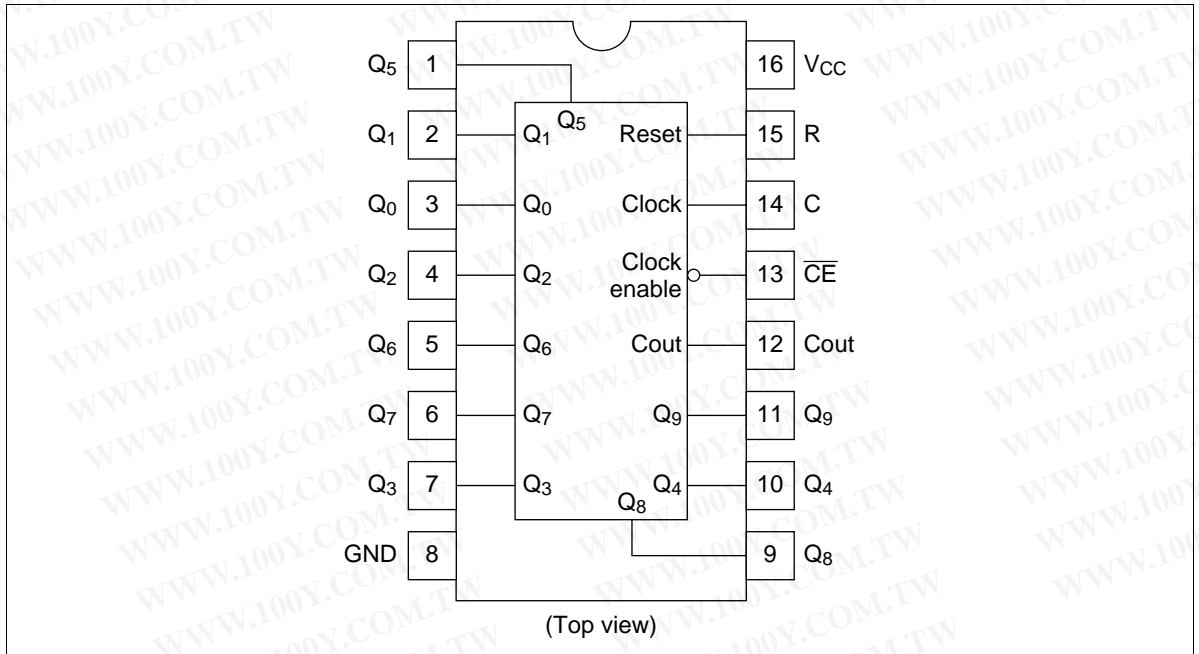 Q5 1 16 VCC
Q5
Q1 2 Q1 Reset 15 R
Q0 3 Q0 Clock 14 C
Q2 4 Q2 Clock enable 13 C̅E̅
Q6 5 Q6 Cout 12 Cout
Q7 6 Q7 Q9 11 Q9
Q3 7 Q3 Q4 10 Q4
Q8
GND 8 9 Q8
(Top view)
WWW.100Y.COM.TW